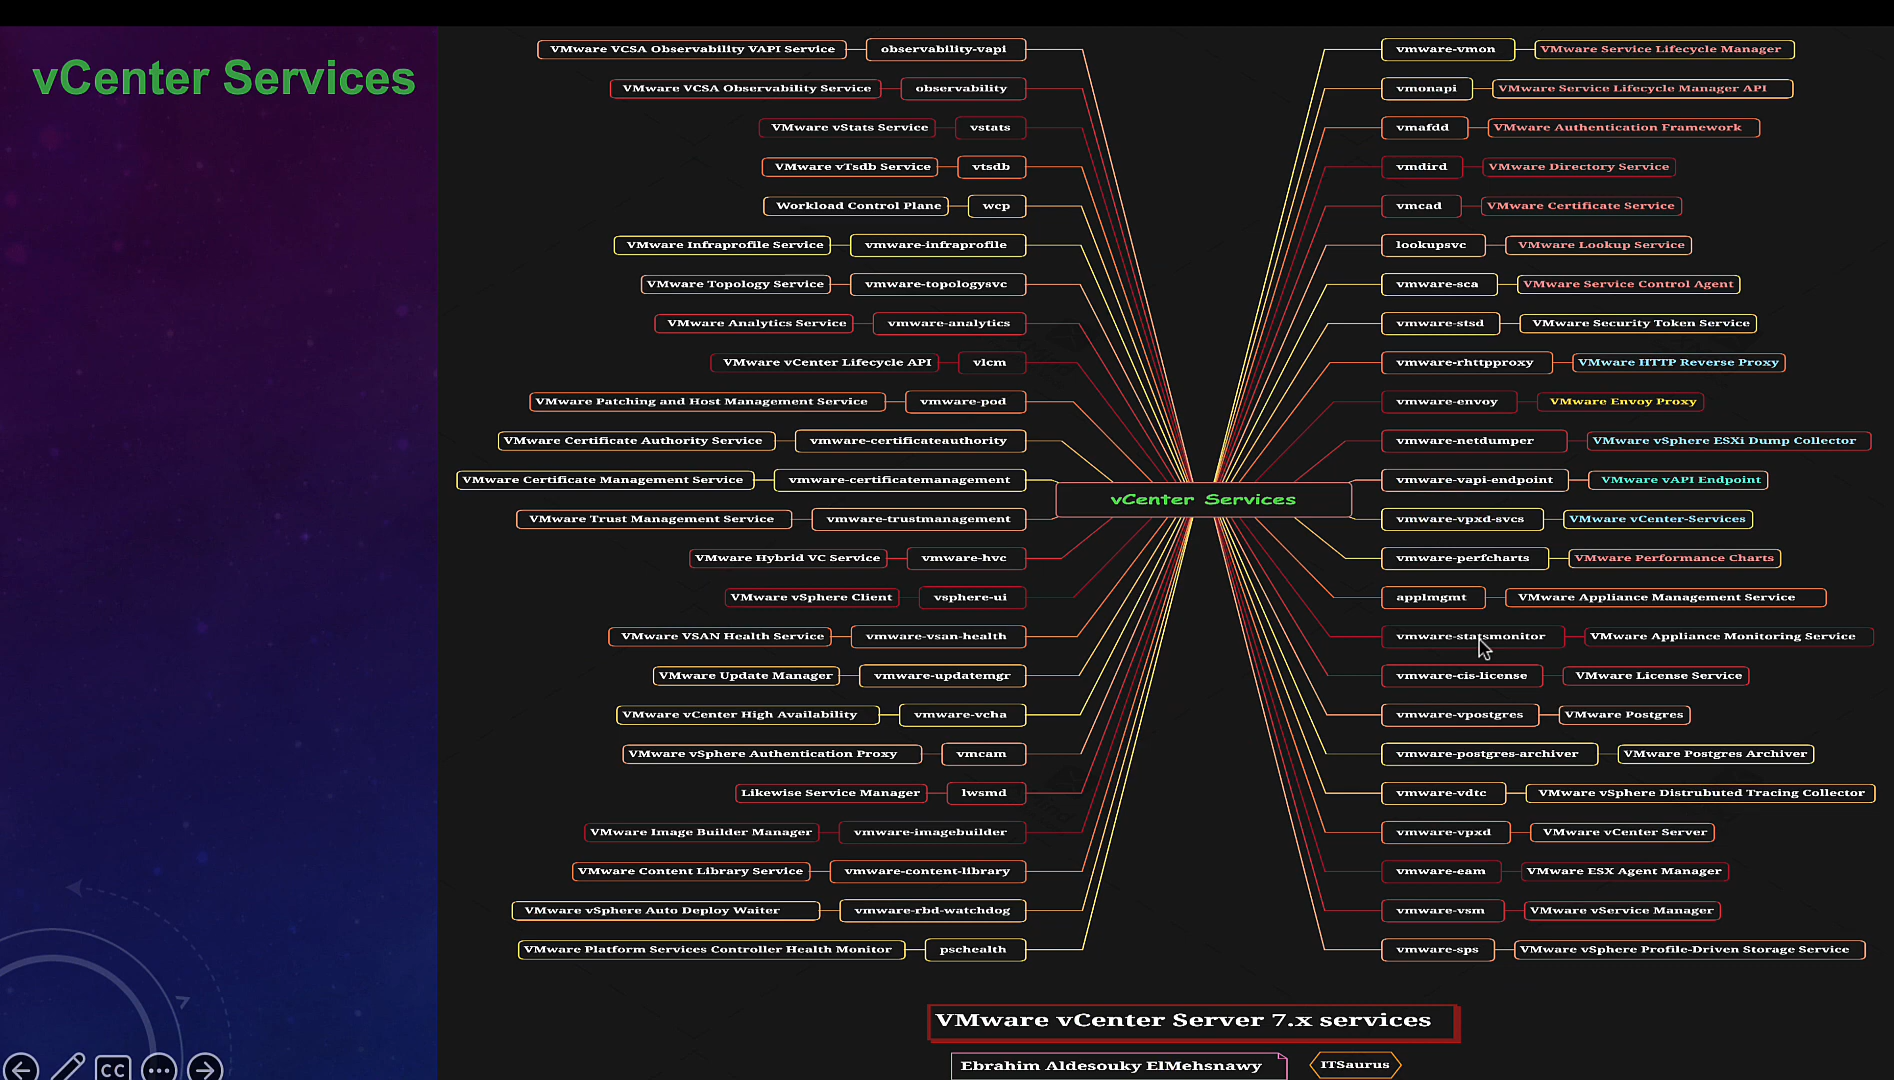 vCenter Services
VMware VCSA Observability VAPI Service observability-vapi
VMware VCSA Observability Service observability
VMware vStats Service vstats
VMware vTsdb Service vtsdb
Workload Control Plane wcp
VMware Infraprofile Service vmware-infraprofile
VMware Topology Service vmware-topologysvc
VMware Analytics Service vmware-analytics
VMware vCenter Lifecycle API vlcm
VMware Patching and Host Management Service vmware-pod
VMware Certificate Authority Service vmware-certificateauthority
VMware Certificate Management Service vmware-certificatemanagement
VMware Trust Management Service vmware-trustmanagement
VMware Hybrid VC Service vmware-hvc
VMware vSphere Client vsphere-ui
VMware VSAN Health Service vmware-vsan-health
VMware Update Manager vmware-updatemgr
VMware vCenter High Availability vmware-vcha
VMware vSphere Authentication Proxy vmcam
Likewise Service Manager lwsmd
VMware Image Builder Manager vmware-imagebuilder
VMware Content Library Service vmware-content-library
VMware vSphere Auto Deploy Waiter vmware-rbd-watchdog
VMware Platform Services Controller Health Monitor pschealth
vCenter Services
vmware-vmon VMware Service Lifecycle Manager
vmonapi VMware Service Lifecycle Manager API
vmafdd VMware Authentication Framework
vmdird VMware Directory Service
vmcad VMware Certificate Service
lookupsvc VMware Lookup Service
vmware-sca VMware Service Control Agent
vmware-stsd VMware Security Token Service
vmware-rhttpproxy VMware HTTP Reverse Proxy
vmware-envoy VMware Envoy Proxy
vmware-netdumper VMware vSphere ESXi Dump Collector
vmware-vapi-endpoint VMware vAPI Endpoint
vmware-vpxd-svcs VMware vCenter-Services
vmware-perfcharts VMware Performance Charts
applmgmt VMware Appliance Management Service
vmware-statsmonitor VMware Appliance Monitoring Service
vmware-cis-license VMware License Service
vmware-vpostgres VMware Postgres
vmware-postgres-archiver VMware Postgres Archiver
vmware-vdtc VMware vSphere Distrubuted Tracing Collector
vmware-vpxd VMware vCenter Server
vmware-eam VMware ESX Agent Manager
vmware-vsm VMware vService Manager
vmware-sps VMware vSphere Profile-Driven Storage Service
VMware vCenter Server 7.x services
Ebrahim Aldesouky ElMehsnawy
ITSaurus
CC